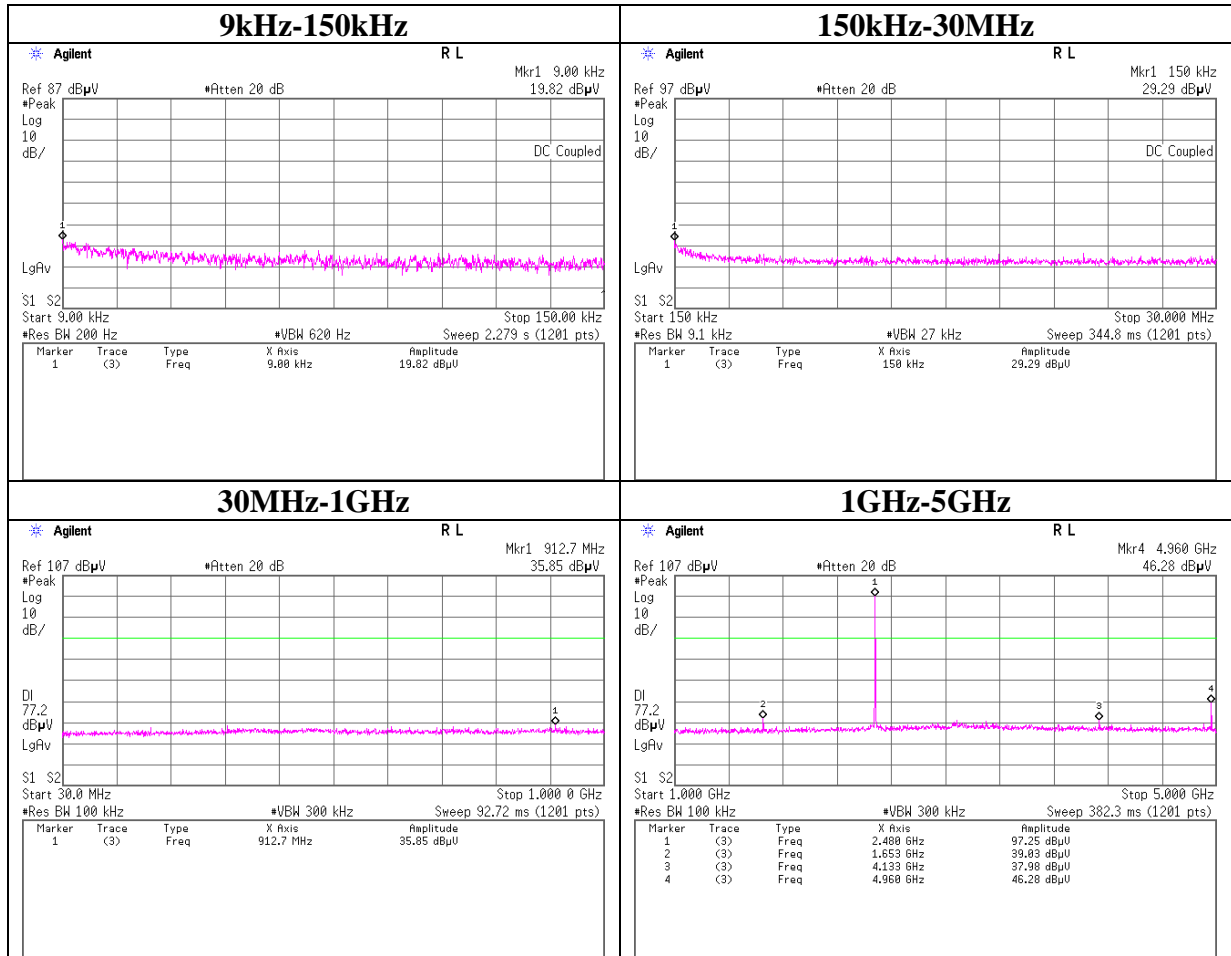 9kHz-150kHz
Agilent R L
Mkr1 9.00 kHz
Ref 87 dBµV #Atten 20 dB 19.82 dBµV
#Peak
Log
10
dB/
DC Coupled
1
LgAv
S1 S2
Start 9.00 kHz Stop 150.00 kHz
#Res BW 200 Hz #VBW 620 Hz Sweep 2.279 s (1201 pts)
Marker Trace Type X Axis Amplitude
1 (3) Freq 9.00 kHz 19.82 dBµV
150kHz-30MHz
Agilent R L
Mkr1 150 kHz
Ref 97 dBµV #Atten 20 dB 29.29 dBµV
#Peak
Log
10
dB/
DC Coupled
1
LgAv
S1 S2
Start 150 kHz Stop 30.000 MHz
#Res BW 9.1 kHz #VBW 27 kHz Sweep 344.8 ms (1201 pts)
Marker Trace Type X Axis Amplitude
1 (3) Freq 150 kHz 29.29 dBµV
30MHz-1GHz
Agilent R L
Mkr1 912.7 MHz
Ref 107 dBµV #Atten 20 dB 35.85 dBµV
#Peak
Log
10
dB/
DI
77.2
dBµV
1
LgAv
S1 S2
Start 30.0 MHz Stop 1.000 0 GHz
#Res BW 100 kHz #VBW 300 kHz Sweep 92.72 ms (1201 pts)
Marker Trace Type X Axis Amplitude
1 (3) Freq 912.7 MHz 35.85 dBµV
1GHz-5GHz
Agilent R L
Mkr4 4.960 GHz
Ref 107 dBµV #Atten 20 dB 46.28 dBµV
#Peak
1
Log
10
dB/
DI
4
77.2
2 3
dBµV
LgAv
S1 S2
Start 1.000 GHz Stop 5.000 GHz
#Res BW 100 kHz #VBW 300 kHz Sweep 382.3 ms (1201 pts)
Marker Trace Type X Axis Amplitude
1 (3) Freq 2.480 GHz 97.25 dBµV
2 (3) Freq 1.653 GHz 39.03 dBµV
3 (3) Freq 4.133 GHz 37.98 dBµV
4 (3) Freq 4.960 GHz 46.28 dBµV